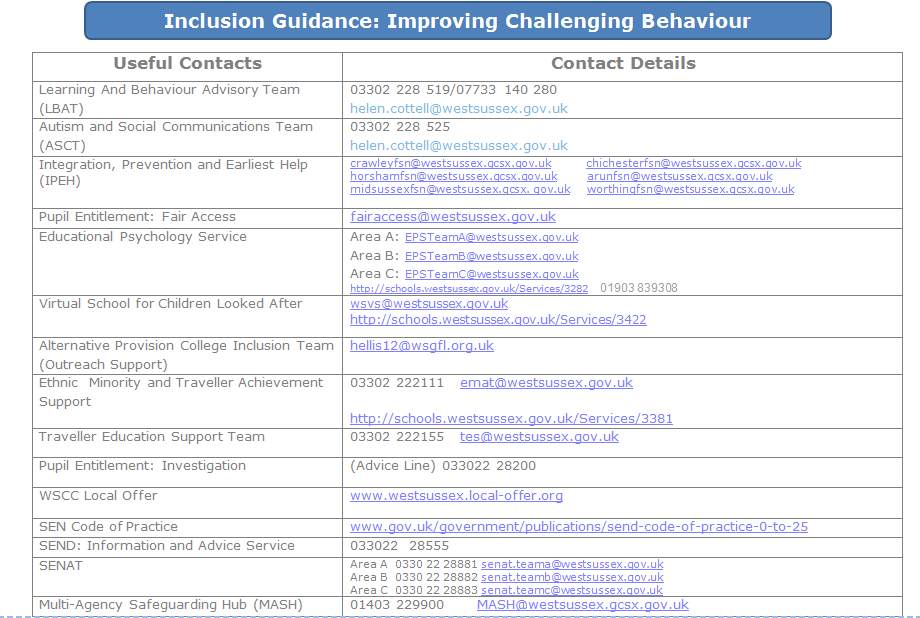 Inclusion Guidance: Improving Challenging Behaviour
Useful Contacts Contact Details
Learning And Behaviour Advisory Team 03302 228 519/07733 140 280
(LBAT) helen.cottell@westsussex.gov.uk
Autism and Social Communications Team 03302 228 525
(ASCT) helen.cottell@westsussex.gov.uk
Integration, Prevention and Earliest Help crawleyfsn@westsussex.gcsx.gov.uk chichesterfsn@westsussex.gcsx.gov.uk
(IPEH) horshamfsn@westsussex.gcsx.gov.uk arunfsn@westsussex.gcsx.gov.uk
midsussexfsn@westsussex.gcsx. gov.uk worthingfsn@westsussex.gcsx.gov.uk
Pupil Entitlement: Fair Access fairaccess@westsussex.gov.uk
Educational Psychology Service Area A: EPSTeamA@westsussex.gov.uk
Area B: EPSTeamB@westsussex.gov.uk
Area C: EPSTeamC@westsussex.gov.uk
http://schools.westsussex.gov.uk/Services/3282 01903 839308
Virtual School for Children Looked After wsvs@westsussex.gov.uk
http://schools.westsussex.gov.uk/Services/3422
Alternative Provision College Inclusion Team hellis12@wsgfl.org.uk
(Outreach Support)
Ethnic Minority and Traveller Achievement 03302 222111 emat@westsussex.gov.uk
Support
http://schools.westsussex.gov.uk/Services/3381
Traveller Education Support Team 03302 222155 tes@westsussex.gov.uk
Pupil Entitlement: Investigation (Advice Line) 033022 28200
WSCC Local Offer www.westsussex.local-offer.org
SEN Code of Practice www.gov.uk/government/publications/send-code-of-practice-0-to-25
SEND: Information and Advice Service 033022 28555
SENAT Area A 0330 22 28881 senat.teama@westsussex.gov.uk
Area B 0330 22 28882 senat.teamb@westsussex.gov.uk
Area C 0330 22 28883 senat.teamc@westsussex.gov.uk
Multi-Agency Safeguarding Hub (MASH) 01403 229900 MASH@westsussex.gcsx.gov.uk